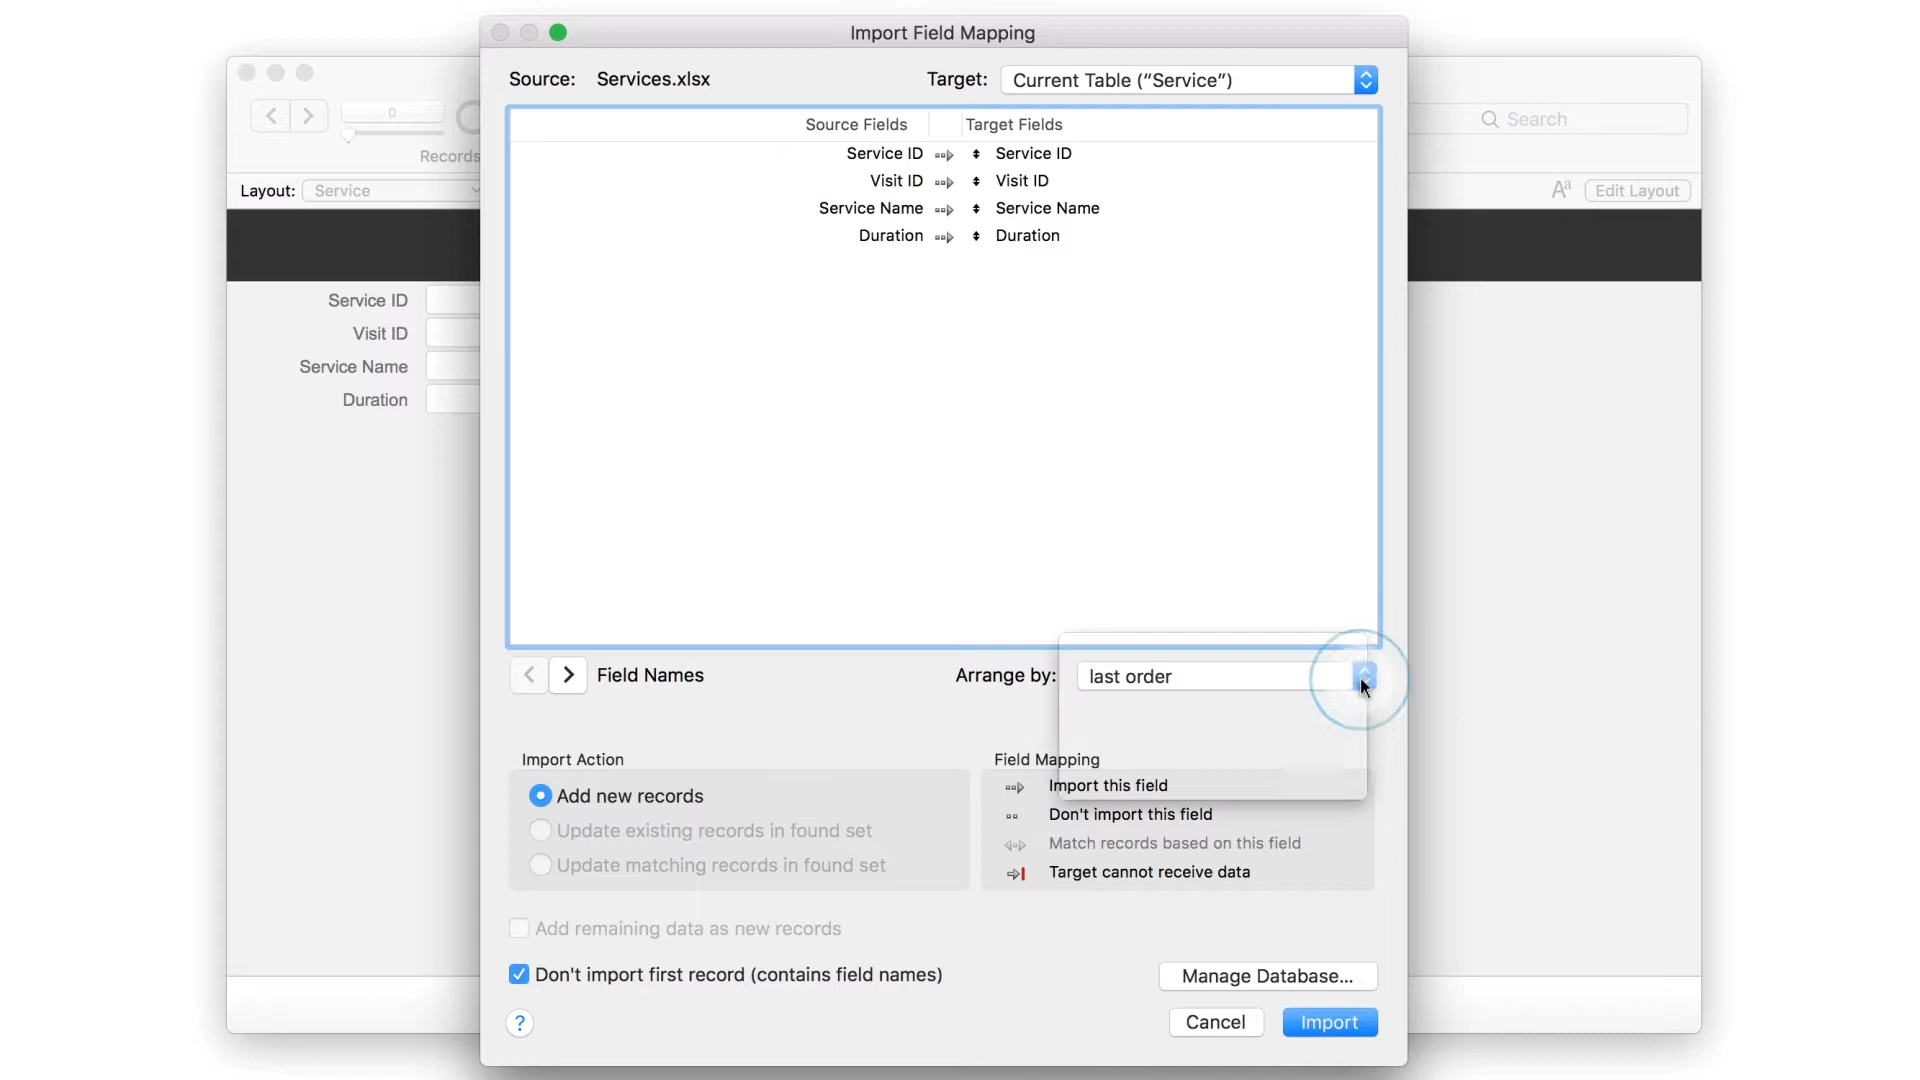 Import Field Mapping
Source: Services.xlsx
Target: Current Table (“Service”)
0
Search
Records
Layout: Service
Edit Layout
Source Fields Target Fields
Service ID Service ID
Visit ID Visit ID
Service Name Service Name
Duration Duration
Service ID
Visit ID
Service Name
Duration
Field Names
Arrange by: last order
Import Action
Add new records
Update existing records in found set
Update matching records in found set
Field Mapping
Import this field
Don't import this field
Match records based on this field
Target cannot receive data
Add remaining data as new records
Don't import first record (contains field names)
Manage Database...
?
Cancel
Import